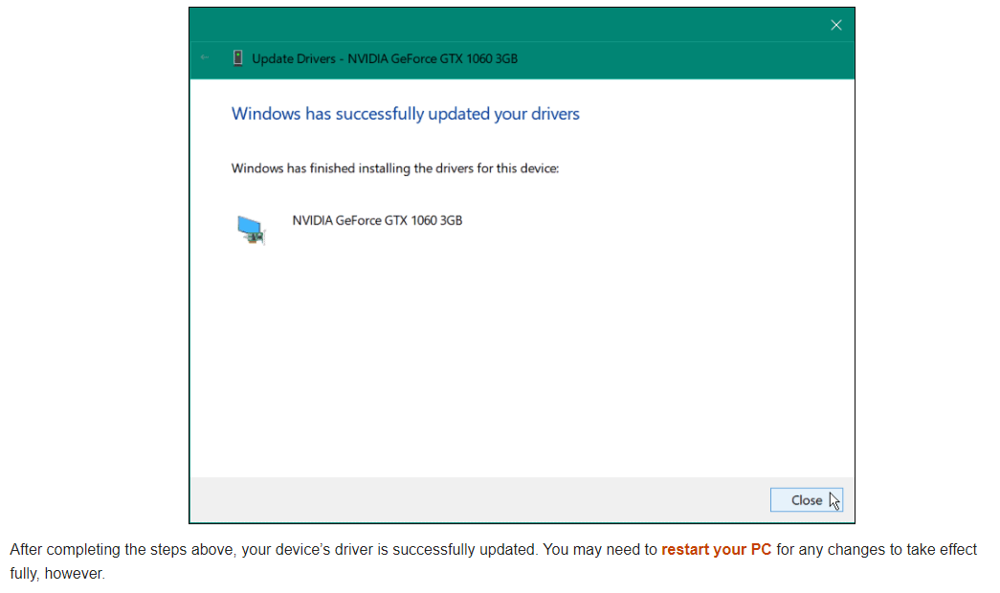 Update Drivers - NVIDIA GeForce GTX 1060 3GB
Windows has successfully updated your drivers
Windows has finished installing the drivers for this device:
NVIDIA GeForce GTX 1060 3GB
Close
After completing the steps above, your device’s driver is successfully updated. You may need to restart your PC for any changes to take effect
fully, however.